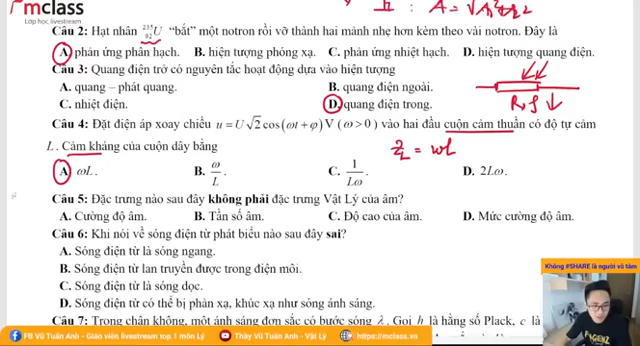 mclass
Lớp học livestream
Câu 2: Hạt nhân ²³⁵₉₂U “bắt” một notron rồi vỡ thành hai mảnh nhẹ hơn kèm theo vài notron. Đây là
A. phản ứng phân hạch. B. hiện tượng phóng xạ. C. phản ứng nhiệt hạch. D. hiện tượng quang điện.
Câu 3: Quang điện trở có nguyên tắc hoạt động dựa vào hiện tượng
A. quang – phát quang. B. quang điện ngoài.
C. nhiệt điện. D. quang điện trong.
Câu 4: Đặt điện áp xoay chiều u = U√2 cos(ωt + φ) V (ω > 0) vào hai đầu cuộn cảm thuần có độ tự cảm
L. Cảm kháng của cuộn dây bằng
Z_L = ωL
A. ωL. B. ω/L. C. 1/Lω. D. 2Lω.
Câu 5: Đặc trưng nào sau đây không phải đặc trưng Vật Lý của âm?
A. Cường độ âm. B. Tần số âm. C. Độ cao của âm. D. Mức cường độ âm.
Câu 6: Khi nói về sóng điện từ phát biểu nào sau đây sai?
A. Sóng điện từ là sóng ngang.
B. Sóng điện từ lan truyền được trong điện môi.
C. Sóng điện từ là sóng dọc.
D. Sóng điện từ có thể bị phản xạ, khúc xạ như sóng ánh sáng.
Không #SHARE là người vô tâm
Câu 7: Trong chân không, một ánh sáng đơn sắc có bước sóng λ. Gọi h là hằng số Plack, c là
FB Vũ Tuấn Anh - Giáo viên livestream top 1 môn Lý Thầy Vũ Tuấn Anh - Vật Lý https://mclass.vn